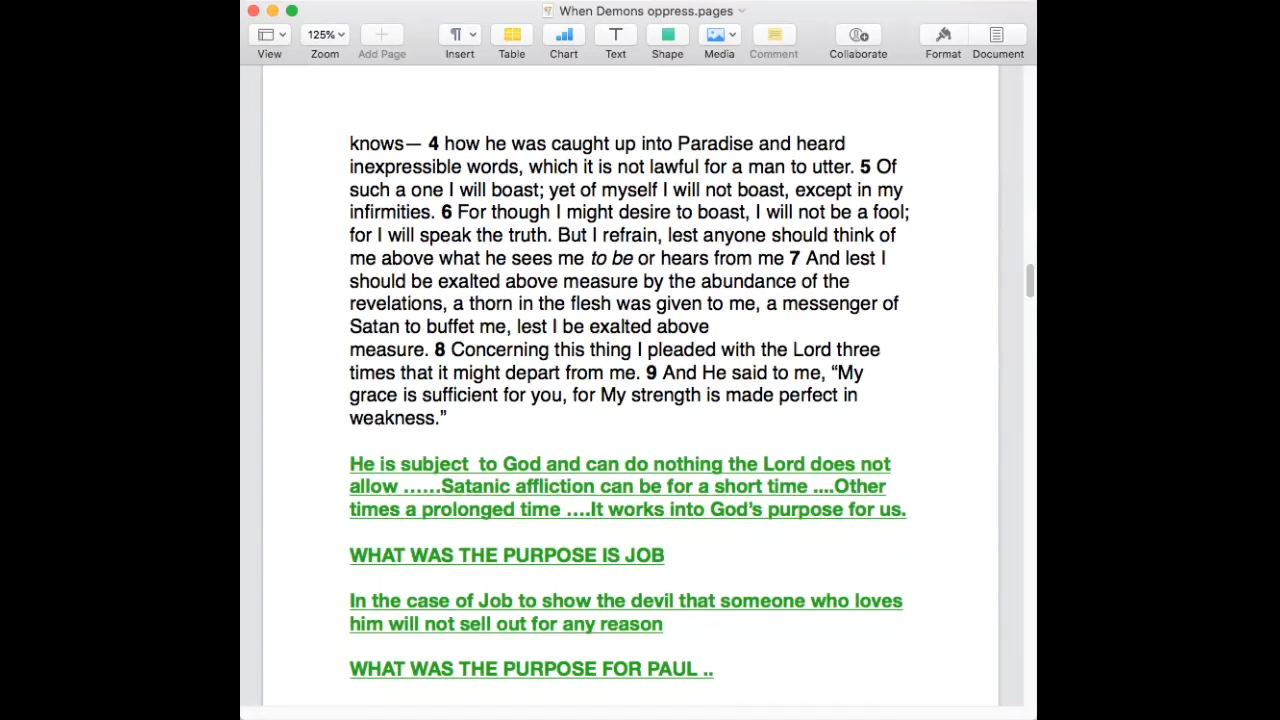 When Demons oppress.pages
125%
View
Zoom
Add Page
Insert
Table
Chart
Text
Shape
Media
Comment
Collaborate
Format
Document
knows— 4 how he was caught up into Paradise and heard
inexpressible words, which it is not lawful for a man to utter. 5 Of
such a one I will boast; yet of myself I will not boast, except in my
infirmities. 6 For though I might desire to boast, I will not be a fool;
for I will speak the truth. But I refrain, lest anyone should think of
me above what he sees me to be or hears from me 7 And lest I
should be exalted above measure by the abundance of the
revelations, a thorn in the flesh was given to me, a messenger of
Satan to buffet me, lest I be exalted above
measure. 8 Concerning this thing I pleaded with the Lord three
times that it might depart from me. 9 And He said to me, “My
grace is sufficient for you, for My strength is made perfect in
weakness.”
He is subject  to God and can do nothing the Lord does not
allow ……Satanic affliction can be for a short time ....Other
times a prolonged time ….It works into God’s purpose for us.
WHAT WAS THE PURPOSE IS JOB
In the case of Job to show the devil that someone who loves
him will not sell out for any reason
WHAT WAS THE PURPOSE FOR PAUL ..